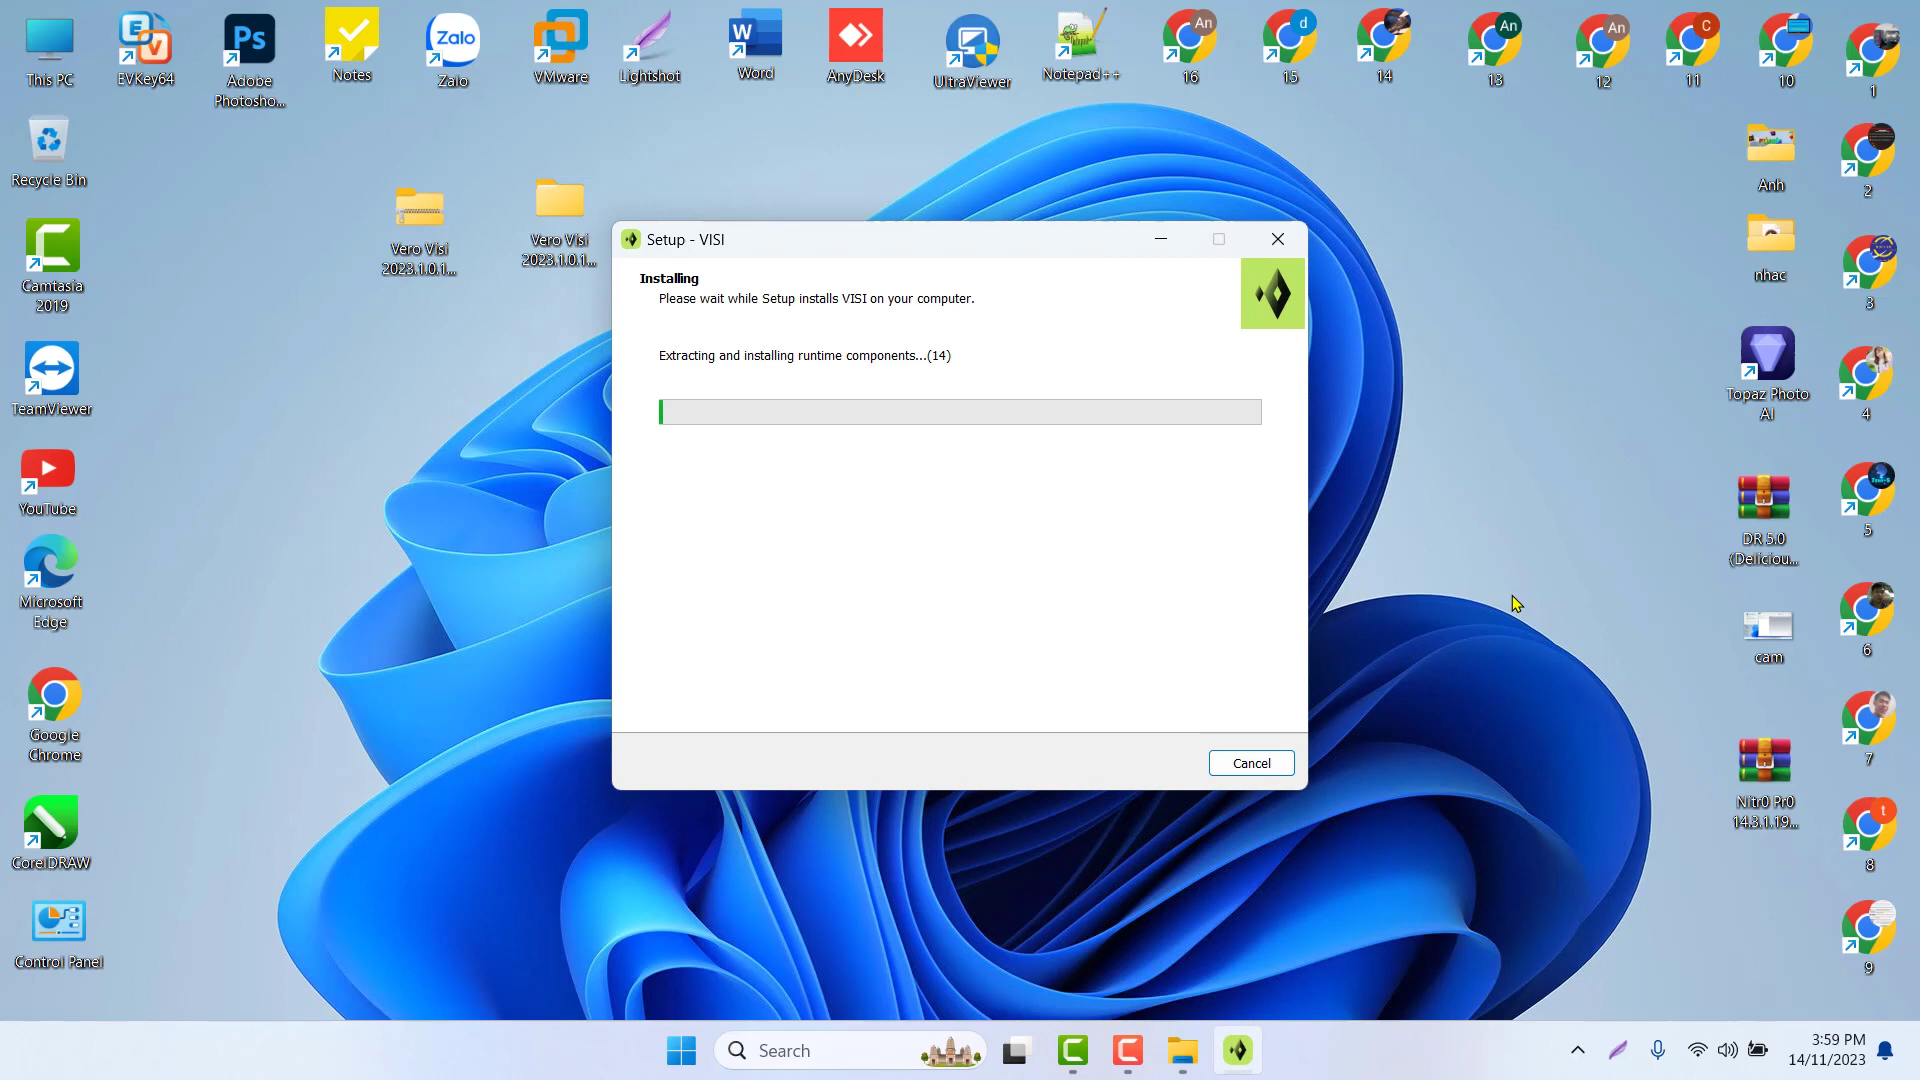 This PC
EVKey64
Adobe
Photosho...
Notes
Zalo
Zalo
VMware
Lightshot
Word
AnyDesk
UltraViewer
Notepad++
An
16
d
15
14
An
13
An
12
C
11
10
1
Recycle Bin
Camtasia
2019
TeamViewer
YouTube
Microsoft
Edge
Google
Chrome
CorelDRAW
Control Panel
Vero Visi
2023.1.0.1...
Vero Visi
2023.1.0.1...
Setup - VISI
Installing
Please wait while Setup installs VISI on your computer.
Extracting and installing runtime components...(14)
Cancel
Anh
nhac
Topaz Photo
AI
DR 5.0
(Deliciou...
cam
Nitr0 Pr0
14.3.1.19...
2
3
4
5
6
7
t
8
9
Search
3:59 PM
14/11/2023